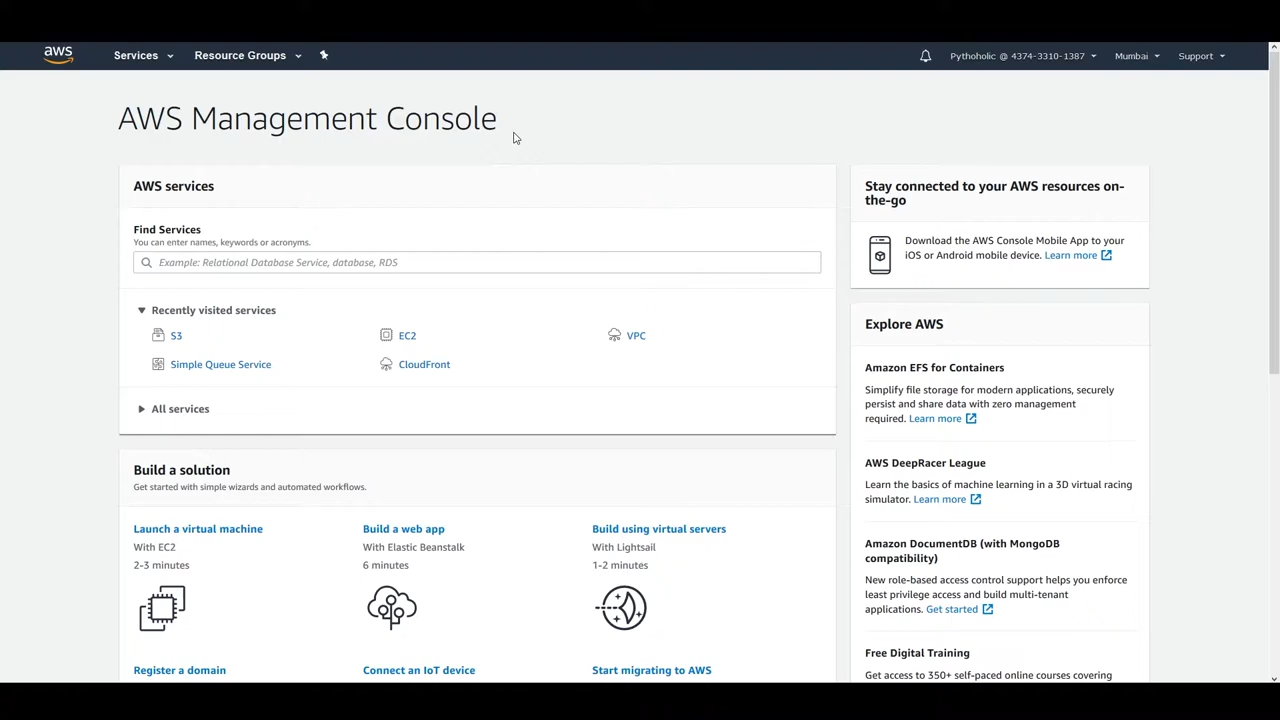 aws
Services
Resource Groups
Pythoholic @ 4374-3310-1387
Mumbai
Support
AWS Management Console
AWS services
Find Services
You can enter names, keywords or acronyms.
Example: Relational Database Service, database, RDS
Recently visited services
S3
EC2
VPC
Simple Queue Service
CloudFront
All services
Build a solution
Get started with simple wizards and automated workflows.
Launch a virtual machine
With EC2
2-3 minutes
Build a web app
With Elastic Beanstalk
6 minutes
Build using virtual servers
With Lightsail
1-2 minutes
Register a domain
Connect an IoT device
Start migrating to AWS
Stay connected to your AWS resources on-
the-go
Download the AWS Console Mobile App to your
iOS or Android mobile device. Learn more
Explore AWS
Amazon EFS for Containers
Simplify file storage for modern applications, securely
persist and share data with zero management
required. Learn more
AWS DeepRacer League
Learn the basics of machine learning in a 3D virtual racing
simulator. Learn more
Amazon DocumentDB (with MongoDB
compatibility)
New role-based access control support helps you enforce
least privilege access and build multi-tenant
applications. Get started
Free Digital Training
Get access to 350+ self-paced online courses covering